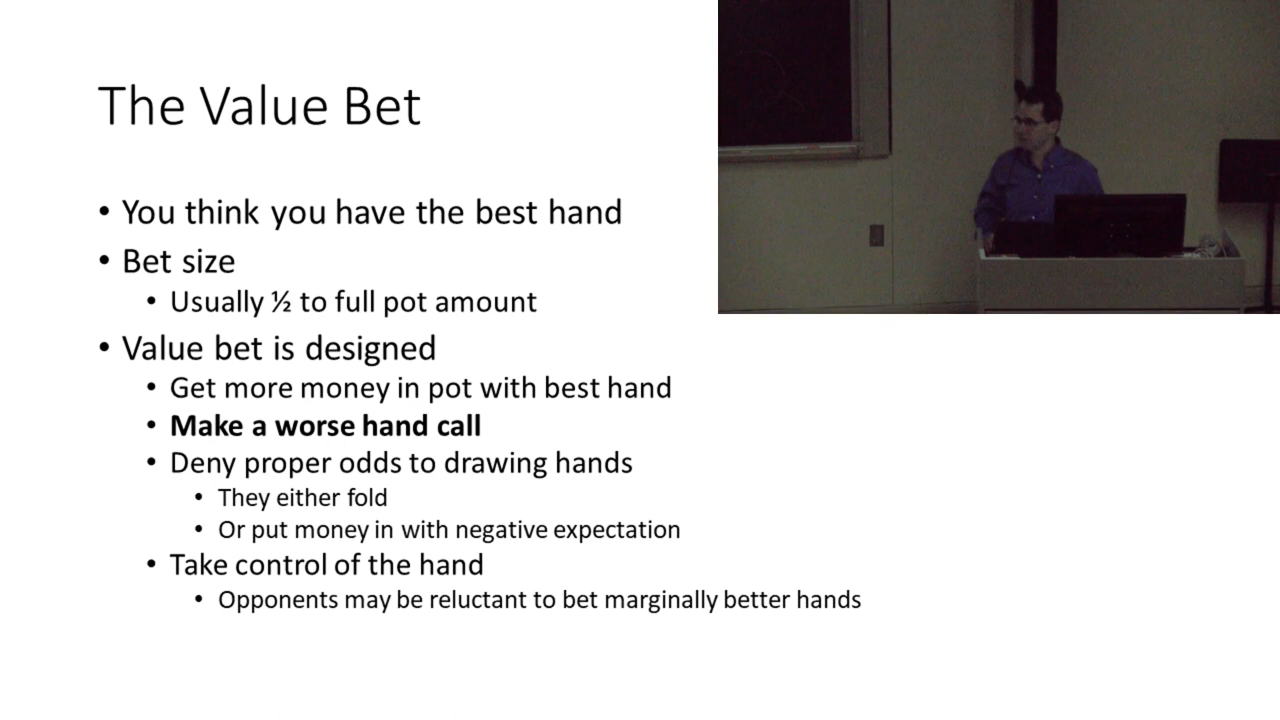 The Value Bet
• You think you have the best hand
• Bet size
• Usually ½ to full pot amount
• Value bet is designed
• Get more money in pot with best hand
• Make a worse hand call
• Deny proper odds to drawing hands
• They either fold
• Or put money in with negative expectation
• Take control of the hand
• Opponents may be reluctant to bet marginally better hands